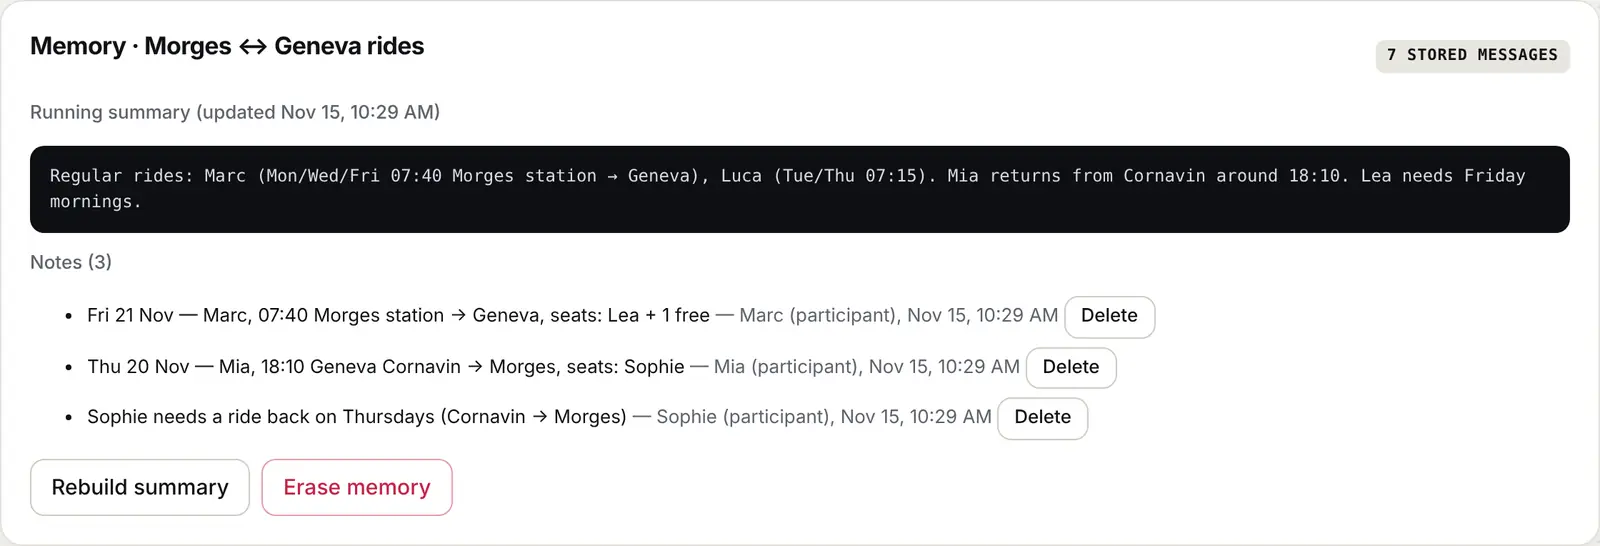 Memory · Morges ↔ Geneva rides
7 STORED MESSAGES
Running summary (updated Nov 15, 10:29 AM)
Regular rides: Marc (Mon/Wed/Fri 07:40 Morges station → Geneva), Luca (Tue/Thu 07:15). Mia returns from Cornavin around 18:10. Lea needs Friday
mornings.
Notes (3)
• Fri 21 Nov — Marc, 07:40 Morges station → Geneva, seats: Lea + 1 free — Marc (participant), Nov 15, 10:29 AM Delete
• Thu 20 Nov — Mia, 18:10 Geneva Cornavin → Morges, seats: Sophie — Mia (participant), Nov 15, 10:29 AM Delete
• Sophie needs a ride back on Thursdays (Cornavin → Morges) — Sophie (participant), Nov 15, 10:29 AM Delete
Rebuild summary Erase memory